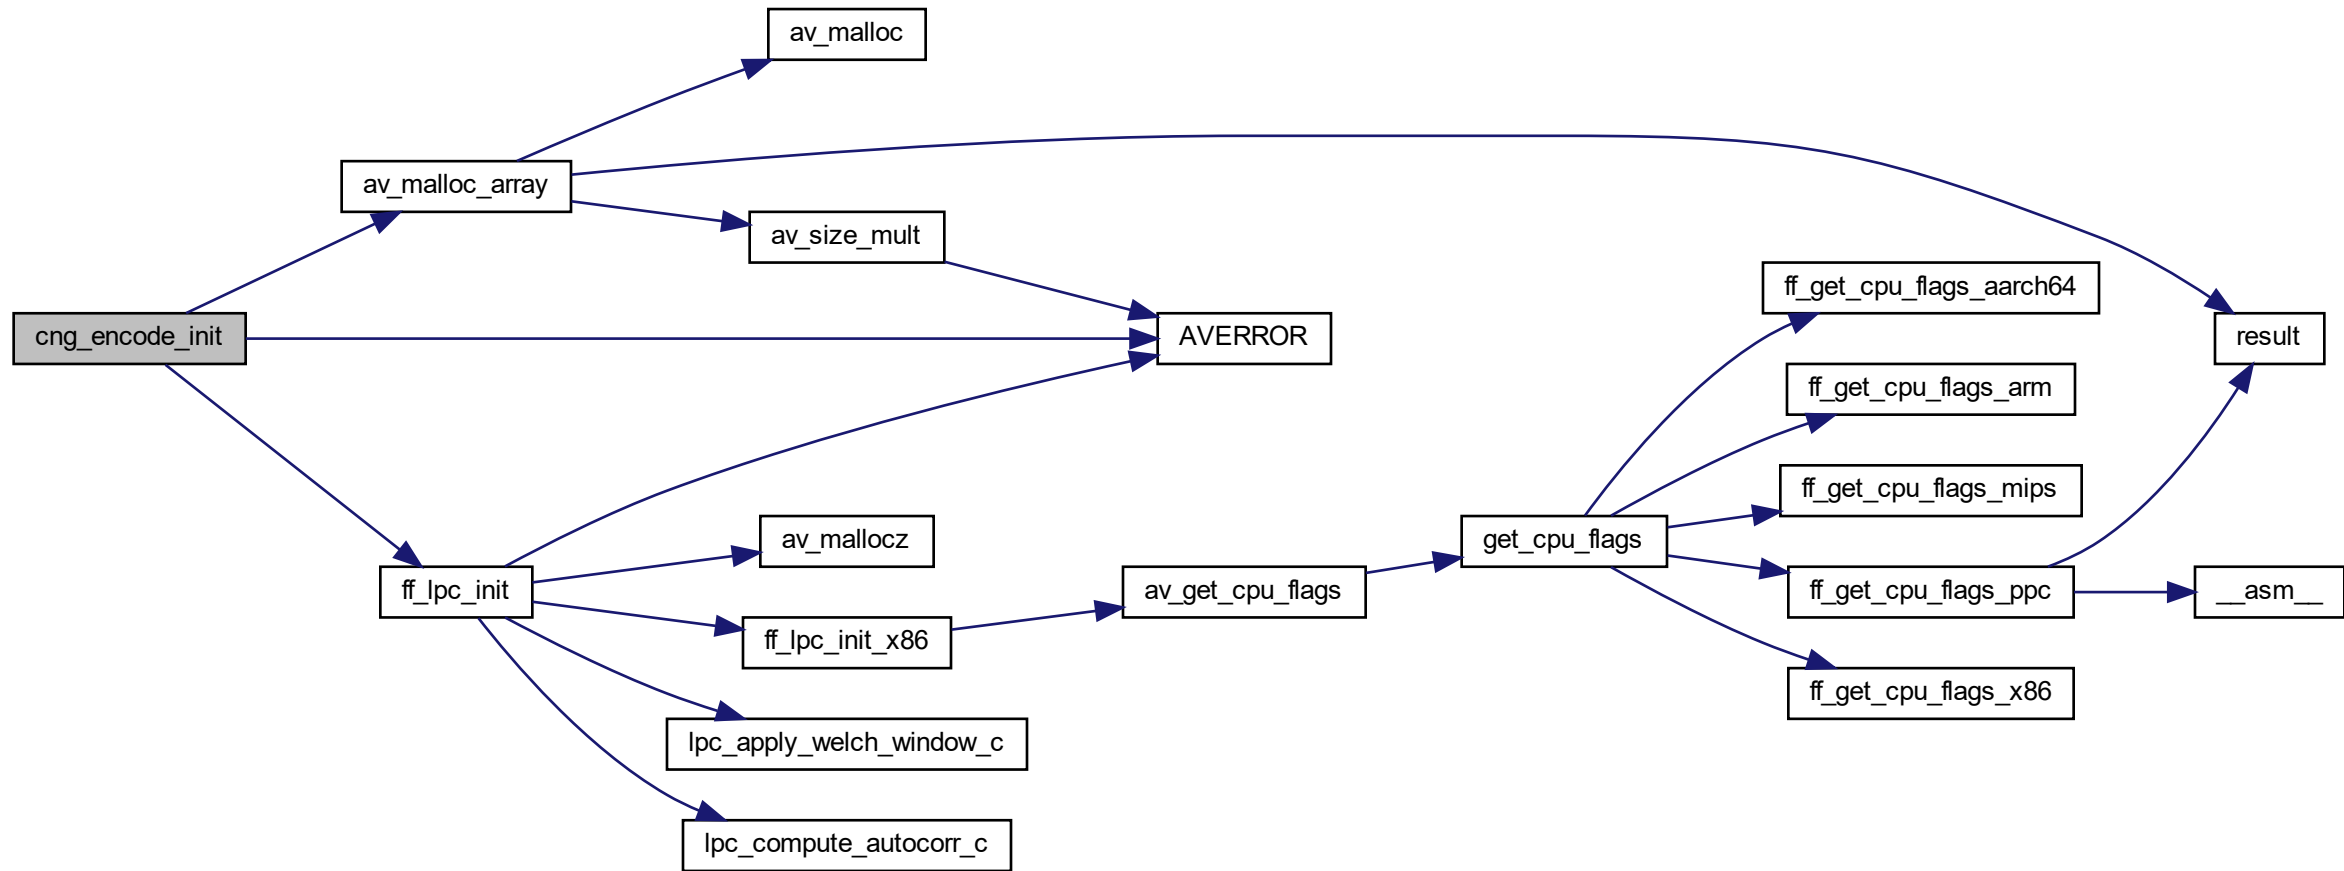 av_malloc
av_malloc_array
av_size_mult
cng_encode_init
AVERROR
ff_get_cpu_flags_aarch64
result
ff_get_cpu_flags_arm
ff_get_cpu_flags_mips
av_mallocz
get_cpu_flags
ff_lpc_init
av_get_cpu_flags
ff_get_cpu_flags_ppc
__asm__
ff_lpc_init_x86
ff_get_cpu_flags_x86
lpc_apply_welch_window_c
lpc_compute_autocorr_c